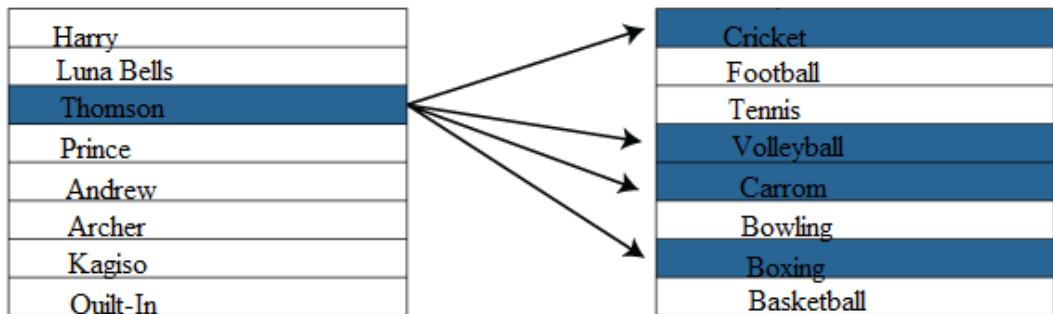 Harry
Luna Bells
Thomson
Prince
Andrew
Archer
Kagiso
Quilt-In
Cricket
Football
Tennis
Volleyball
Carrom
Bowling
Boxing
Basketball